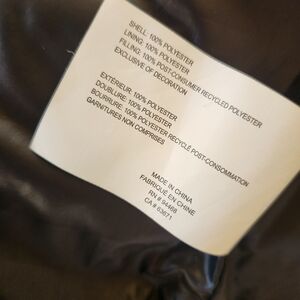 SHELL: 100% POLYESTER
LINING: 100% POLYESTER
FILLING: 100% POST-CONSUMER RECYCLED POLYESTER
EXCLUSIVE OF DECORATION
EXTÉRIEUR: 100% POLYESTER
DOUBLURE: 100% POLYESTER
BOURRURE: 100% POLYESTER RECYCLÉ POST-CONSOMMATION
GARNITURES NON COMPRISES
MADE IN CHINA
FABRIQUÉ EN CHINE
RN # 94468
CA # 63671